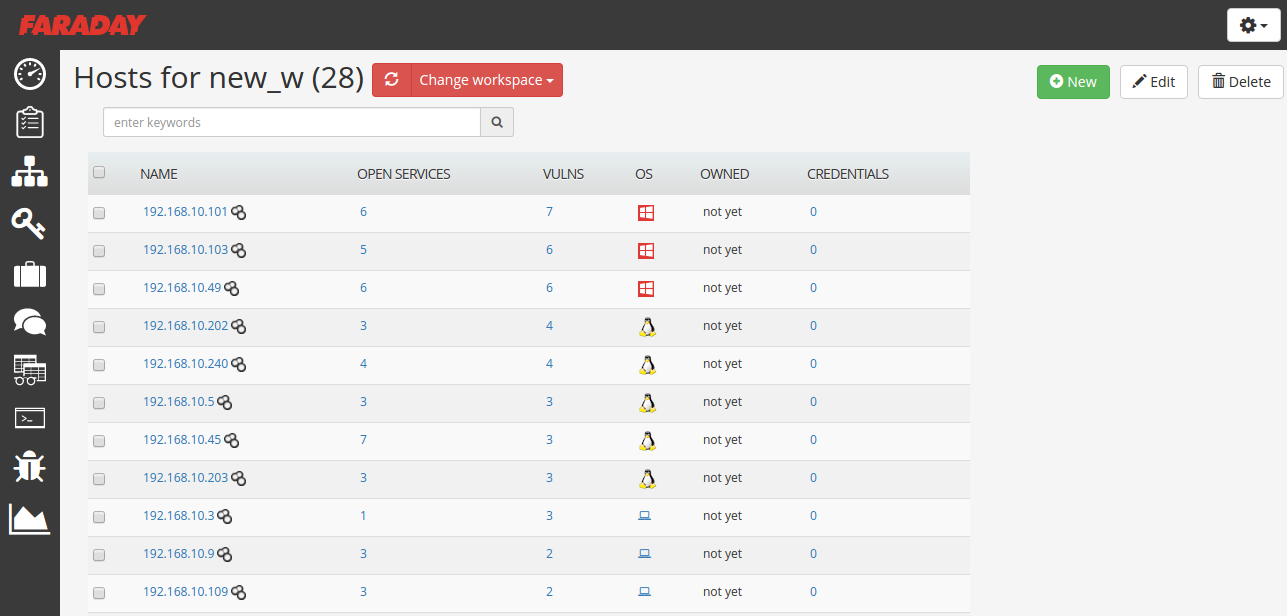 FARADAY
Hosts for new_w (28) Change workspace
New Edit Delete
enter keywords
NAME OPEN SERVICES VULNS OS OWNED CREDENTIALS
192.168.10.101 6 7 not yet 0
192.168.10.103 5 6 not yet 0
192.168.10.49 6 6 not yet 0
192.168.10.202 3 4 not yet 0
192.168.10.240 4 4 not yet 0
192.168.10.5 3 3 not yet 0
192.168.10.45 7 3 not yet 0
192.168.10.203 3 3 not yet 0
192.168.10.3 1 3 not yet 0
192.168.10.9 3 2 not yet 0
192.168.10.109 3 2 not yet 0